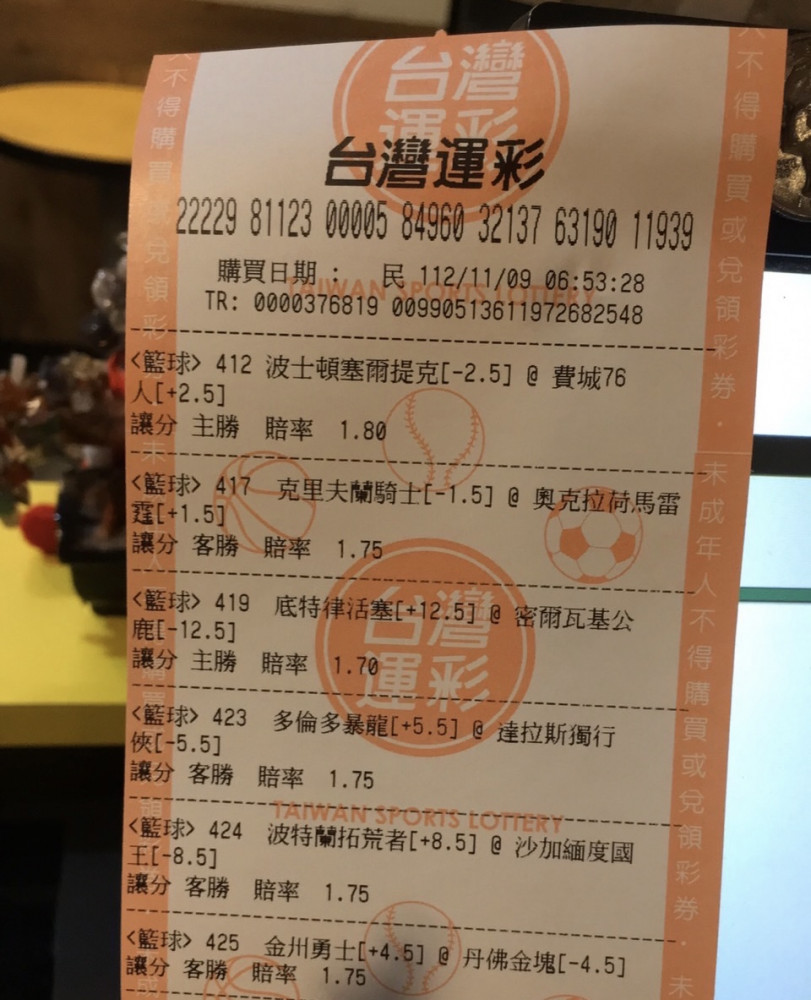 台灣運彩
台灣運彩
22229 81123 00005 84960 32137 63190 11939
購買日期 : 民 112/11/09 06:53:28
TAIWAN SPORTS LOTTERY
TR: 0000376819 009905136119726825​48
<籃球> 412 波士頓塞爾提克[-2.5] @ 費城76
人[+2.5]
讓分 主勝 賠率 1.80
<籃球> 417 克里夫蘭騎士[-1.5] @ 奧克拉荷馬雷
霆[+1.5]
讓分 客勝 賠率 1.75
<籃球> 419 底特律活塞[+12.5] @ 密爾瓦基公
鹿[-12.5]
讓分 主勝 賠率 1.70
台灣運彩
<籃球> 423 多倫多暴龍[+5.5] @ 達拉斯獨行
俠[-5.5]
讓分 客勝 賠率 1.75
TAIWAN SPORTS LOTTERY
<籃球> 424 波特蘭拓荒者[+8.5] @ 沙加緬度國
王[-8.5]
讓分 客勝 賠率 1.75
<籃球> 425 金州勇士[+4.5] @ 丹佛金塊[-4.5]
讓分 客勝 賠率 1.75
人不得購買或兌領彩券.未成年人不得購買或兌領彩券.未